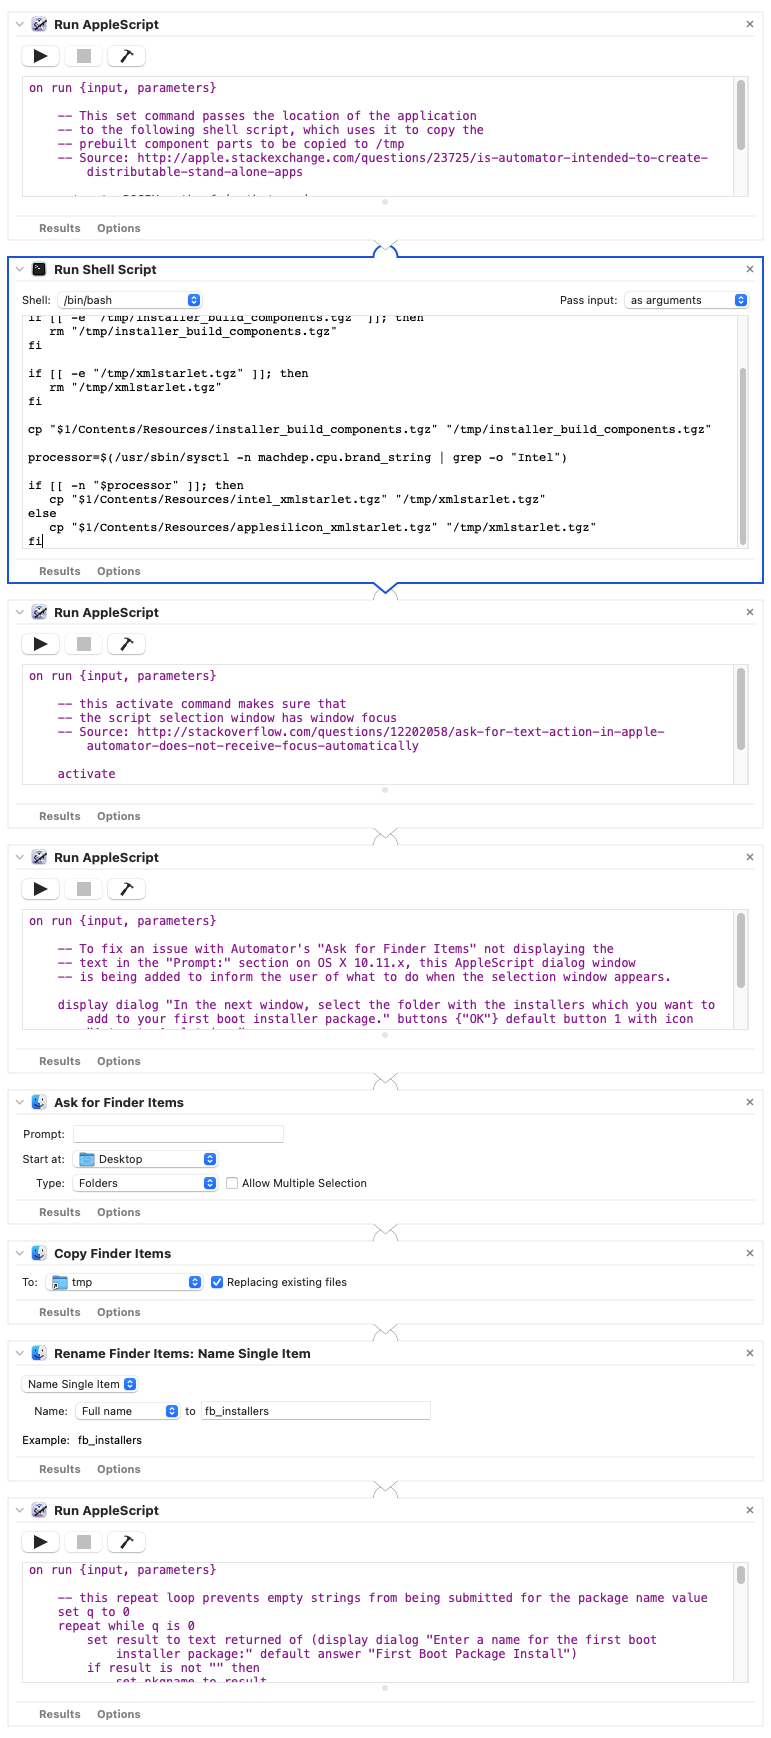 Run AppleScript
on run {input, parameters}
-- This set command passes the location of the application
-- to the following shell script, which uses it to copy the
-- prebuilt component parts to be copied to /tmp
-- Source: http://apple.stackexchange.com/questions/23725/is-automator-intended-to-create-
distributable-stand-alone-apps
Results Options
Run Shell Script
Shell: /bin/bash Pass input: as arguments
if [[ -e "/tmp/installer_build_components.tgz" ]]; then
rm "/tmp/installer_build_components.tgz"
fi
if [[ -e "/tmp/xmlstarlet.tgz" ]]; then
rm "/tmp/xmlstarlet.tgz"
fi
cp "$1/Contents/Resources/installer_build_components.tgz" "/tmp/installer_build_components.tgz"
processor=$(/usr/sbin/sysctl -n machdep.cpu.brand_string | grep -o "Intel")
if [[ -n "$processor" ]]; then
cp "$1/Contents/Resources/intel_xmlstarlet.tgz" "/tmp/xmlstarlet.tgz"
else
cp "$1/Contents/Resources/applesilicon_xmlstarlet.tgz" "/tmp/xmlstarlet.tgz"
fi
Results Options
Run AppleScript
on run {input, parameters}
-- this activate command makes sure that
-- the script selection window has window focus
-- Source: http://stackoverflow.com/questions/12202058/ask-for-text-action-in-apple-
automator-does-not-receive-focus-automatically
activate
Results Options
Run AppleScript
on run {input, parameters}
-- To fix an issue with Automator's "Ask for Finder Items" not displaying the
-- text in the "Prompt:" section on OS X 10.11.x, this AppleScript dialog window
-- is being added to inform the user of what to do when the selection window appears.
display dialog "In the next window, select the folder with the installers which you want to
add to your first boot installer package." buttons {"OK"} default button 1 with icon
Results Options
Ask for Finder Items
Prompt:
Start at: Desktop
Type: Folders Allow Multiple Selection
Results Options
Copy Finder Items
To: tmp Replacing existing files
Results Options
Rename Finder Items: Name Single Item
Name Single Item
Name: Full name to fb_installers
Example: fb_installers
Results Options
Run AppleScript
on run {input, parameters}
-- this repeat loop prevents empty strings from being submitted for the package name value
set q to 0
repeat while q is 0
set result to text returned of (display dialog "Enter a name for the first boot
installer package:" default answer "First Boot Package Install")
if result is not "" then
set pkgname to result
Results Options